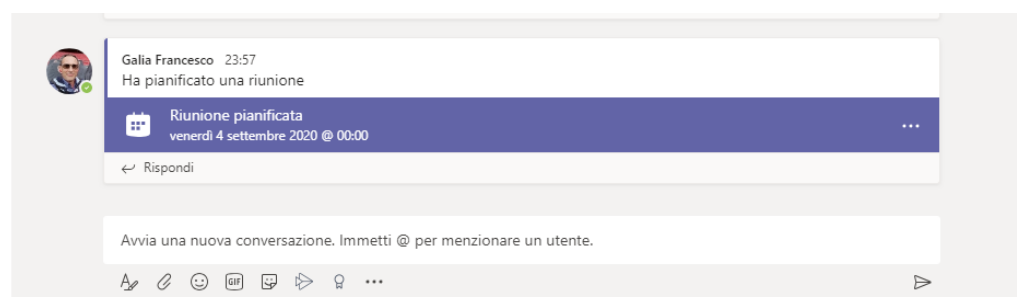 Galia Francesco 23:57
Ha pianificato una riunione
Riunione pianificata
venerdì 4 settembre 2020 @ 00:00
Rispondi
Avvia una nuova conversazione. Immetti @ per menzionare un utente.
GIF